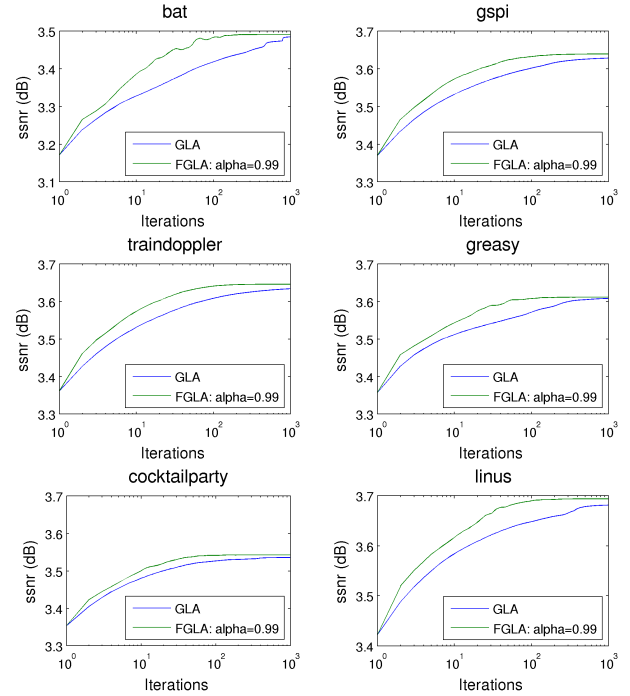 bat
3.5
3.4
3.3
3.2
3.1
ssnr (dB)
GLA
FGLA: alpha=0.99
10^0 10^1 10^2 10^3
Iterations
gspi
3.7
3.6
3.5
3.4
3.3
ssnr (dB)
GLA
FGLA: alpha=0.99
10^0 10^1 10^2 10^3
Iterations
traindoppler
3.7
3.6
3.5
3.4
3.3
ssnr (dB)
GLA
FGLA: alpha=0.99
10^0 10^1 10^2 10^3
Iterations
greasy
3.7
3.6
3.5
3.4
3.3
ssnr (dB)
GLA
FGLA: alpha=0.99
10^0 10^1 10^2 10^3
Iterations
cocktailparty
3.7
3.6
3.5
3.4
3.3
ssnr (dB)
GLA
FGLA: alpha=0.99
10^0 10^1 10^2 10^3
Iterations
linus
3.7
3.6
3.5
3.4
ssnr (dB)
GLA
FGLA: alpha=0.99
10^0 10^1 10^2 10^3
Iterations